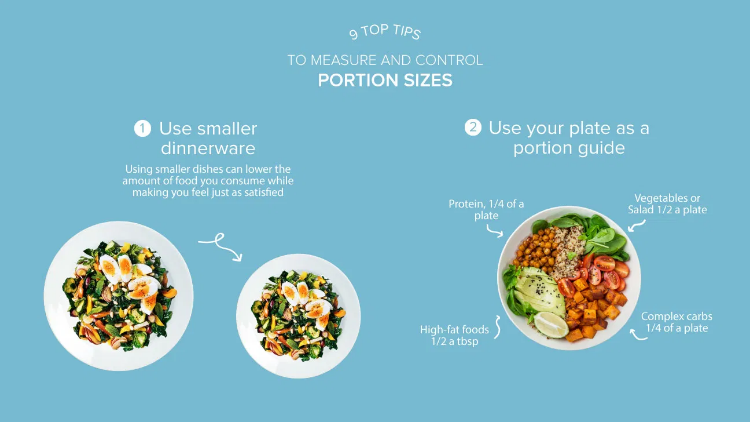 9 TOP TIPS
TO MEASURE AND CONTROL
PORTION SIZES
1 Use smaller
dinnerware
Using smaller dishes can lower the
amount of food you consume while
making you feel just as satisfied
2 Use your plate as a
portion guide
Protein, 1/4 of a
plate
Vegetables or
Salad 1/2 a plate
High-fat foods
1/2 a tbsp
Complex carbs
1/4 of a plate